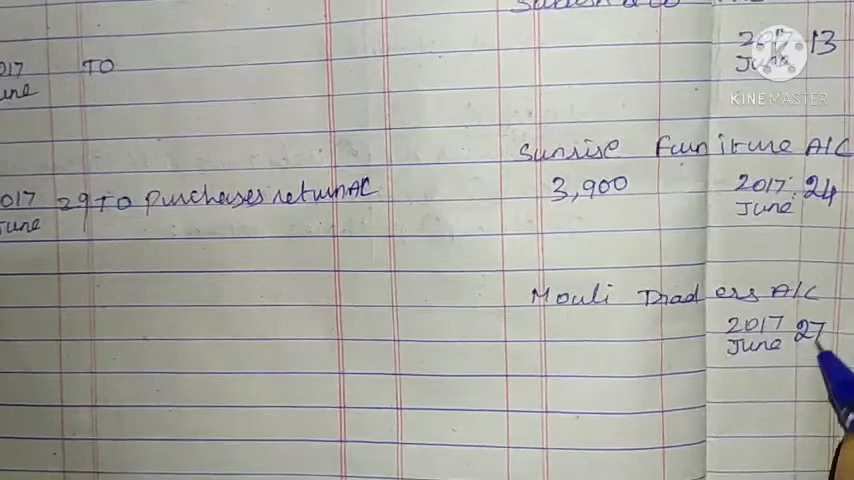 2017 13
June
KINEMASTER
2017 TO
June
Sunrise Furniture A/C
2017 29 TO Purchases return A/C 3,900 2017 24
June June
Mouli Traders A/C
2017 27
June